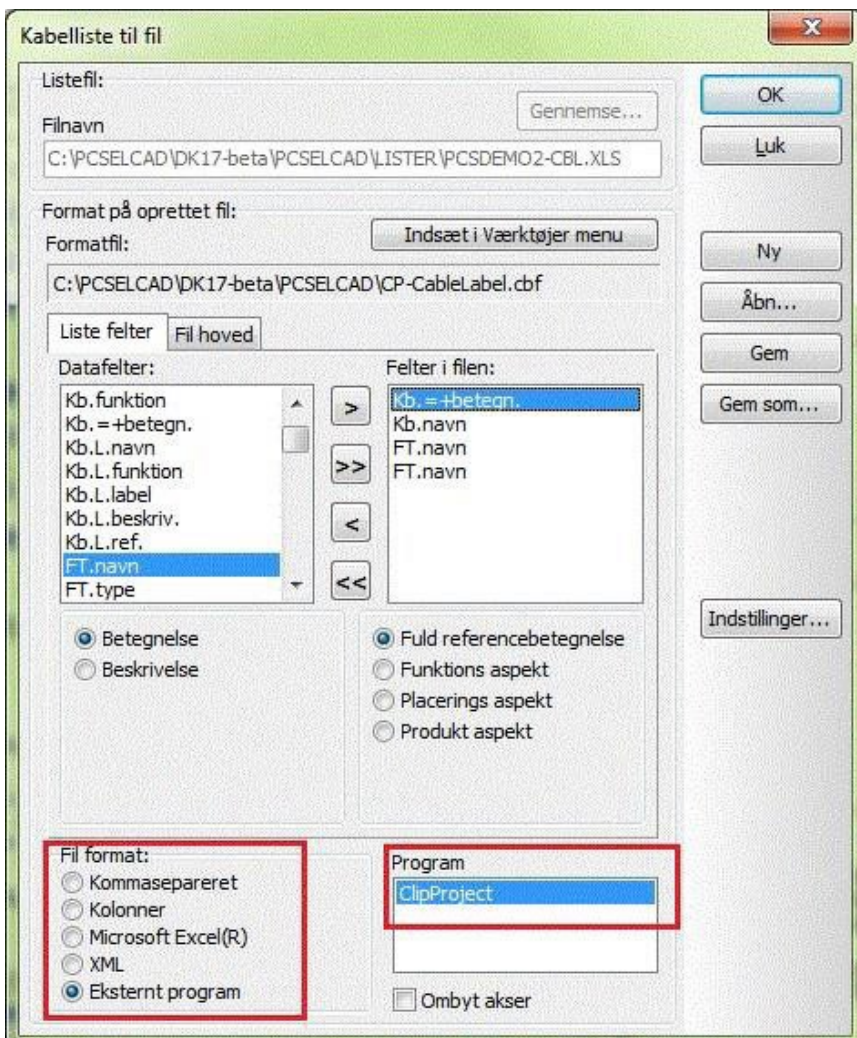 Kabelliste til fil
Listefil:
Gennemse...
Filnavn
C:\PCSELCAD\DK17-beta\PCSELCAD\LISTER\PCSDEMO2-CBL.XLS
Format på oprettet fil:
Indsæt i Værktøjer menu
Formatfil:
C:\PCSELCAD\DK17-beta\PCSELCAD\CP-CableLabel.cbf
Liste felter
Fil hoved
Datafelter:
Kb.funktion
Kb.=+betegn.
Kb.L.navn
Kb.L.funktion
Kb.L.label
Kb.L.beskriv.
Kb.L.ref.
FT.navn
FT.type
>
>>
<
<<
Felter i filen:
Kb.=+betegn.
Kb.navn
FT.navn
FT.navn
Betegnelse
Beskrivelse
Fuld referencebetegnelse
Funktions aspekt
Placerings aspekt
Produkt aspekt
Fil format:
Kommasepareret
Kolonner
Microsoft Excel(R)
XML
Eksternt program
Program
ClipProject
Ombyt akser
OK
Luk
Ny
Åbn...
Gem
Gem som...
Indstillinger...